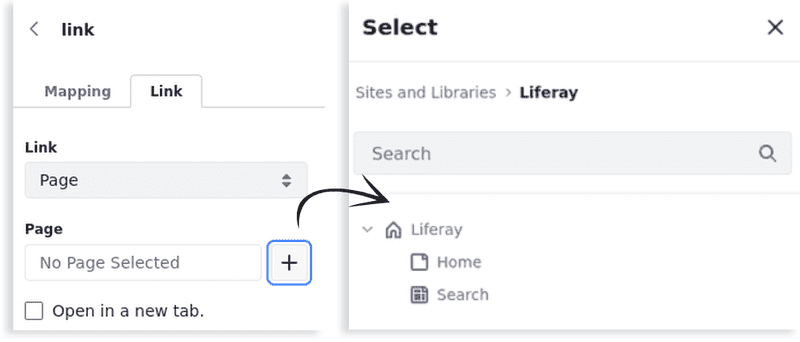 link
Mapping
Link
Link
Page
Page
No Page Selected
Open in a new tab.
Select
Sites and Libraries > Liferay
Search
Liferay
Home
Search